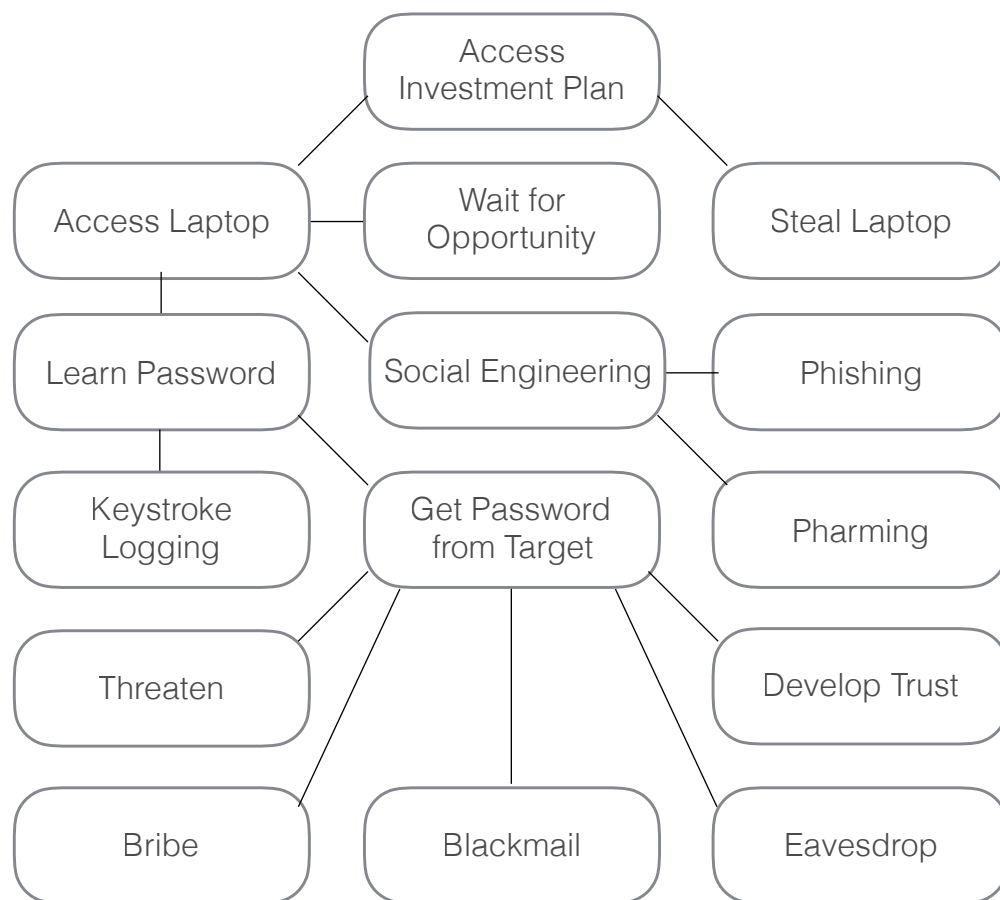 Access
Investment Plan
Access Laptop
Wait for
Opportunity
Steal Laptop
Learn Password
Social Engineering
Phishing
Keystroke
Logging
Get Password
from Target
Pharming
Threaten
Develop Trust
Bribe
Blackmail
Eavesdrop